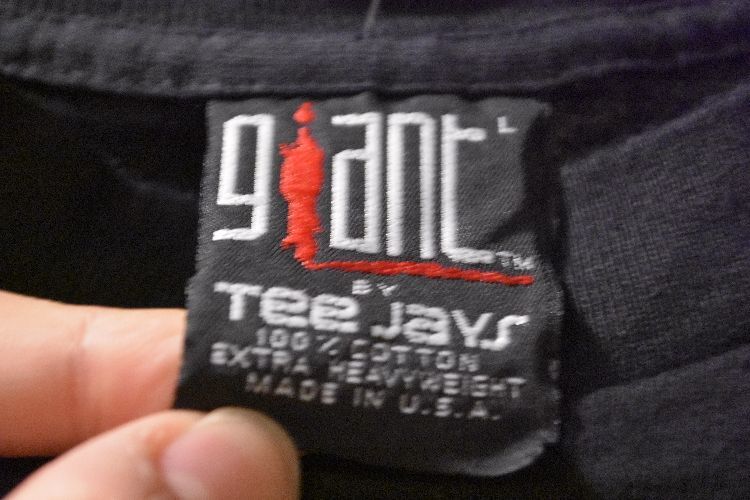 giant L
TM
BY
Tee Jays
100% COTTON
EXTRA HEAVYWEIGHT
MADE IN U.S.A.